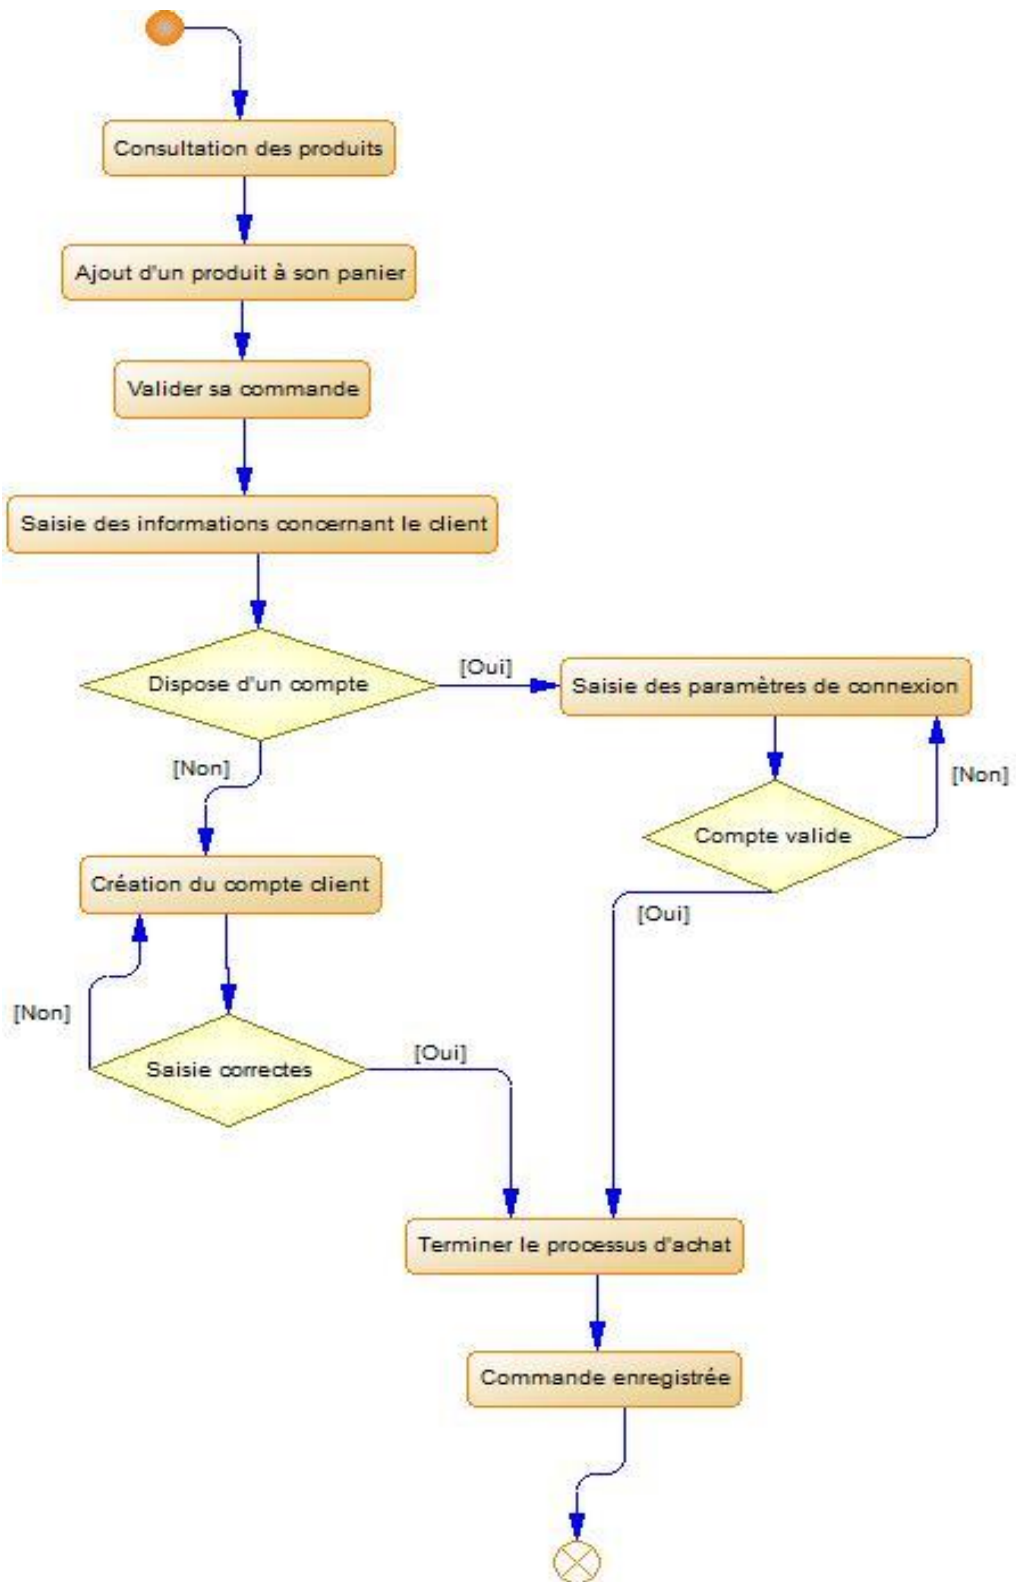 Consultation des produits
Ajout d'un produit à son panier
Valider sa commande
Saisie des informations concernant le client
Dispose d'un compte
[Oui]
Saisie des paramètres de connexion
[Non]
[Non]
Compte valide
Création du compte client
[Oui]
[Non]
Saisie correctes
[Oui]
Terminer le processus d'achat
Commande enregistrée